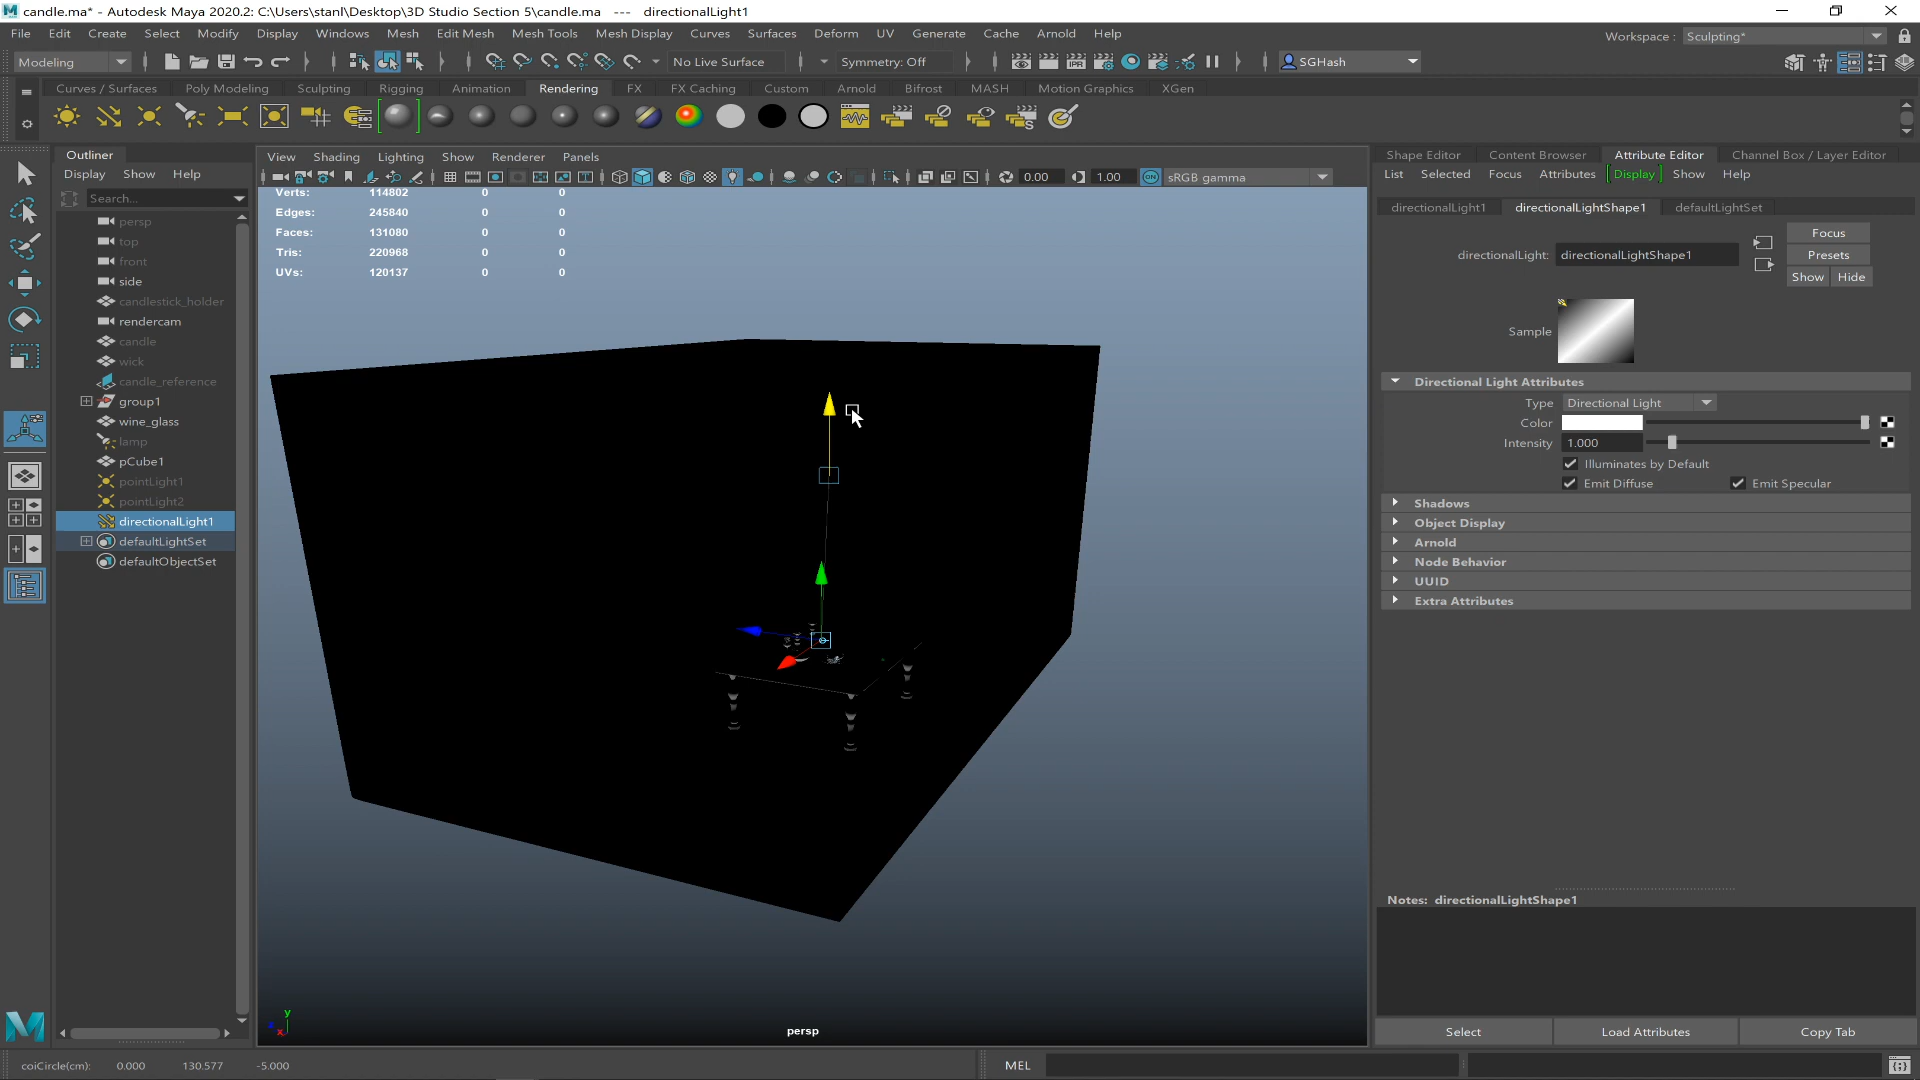 candle.ma* - Autodesk Maya 2020.2: C:\Users\stanl\Desktop\3D Studio Section 5\candle.ma --- directionalLight1
File Edit Create Select Modify Display Windows Mesh Edit Mesh Mesh Tools Mesh Display Curves Surfaces Deform UV Generate Cache Arnold Help
Workspace : Sculpting*
Modeling No Live Surface Symmetry: Off SGHash
Curves / Surfaces Poly Modeling Sculpting Rigging Animation Rendering FX FX Caching Custom Arnold Bifrost MASH Motion Graphics XGen
Outliner
Display Show Help
Search...
persp
top
front
side
candlestick_holder
rendercam
candle
wick
candle_reference
group1
wine_glass
lamp
pCube1
pointLight1
pointLight2
directionalLight1
defaultLightSet
defaultObjectSet
View Shading Lighting Show Renderer Panels
0.00 1.00 ON sRGB gamma
Verts: 114802 0 0
Edges: 245840 0 0
Faces: 131080 0 0
Tris: 220968 0 0
UVs: 120137 0 0
y
x
persp
Shape Editor Content Browser Attribute Editor Channel Box / Layer Editor
List Selected Focus Attributes Display Show Help
directionalLight1 directionalLightShape1 defaultLightSet
directionalLight: directionalLightShape1
Focus
Presets
Show Hide
Sample
Directional Light Attributes
Type Directional Light
Color
Intensity 1.000
Illuminates by Default
Emit Diffuse Emit Specular
Shadows
Object Display
Arnold
Node Behavior
UUID
Extra Attributes
Notes: directionalLightShape1
Select Load Attributes Copy Tab
coiCircle(cm): 0.000 130.577 -5.000
MEL